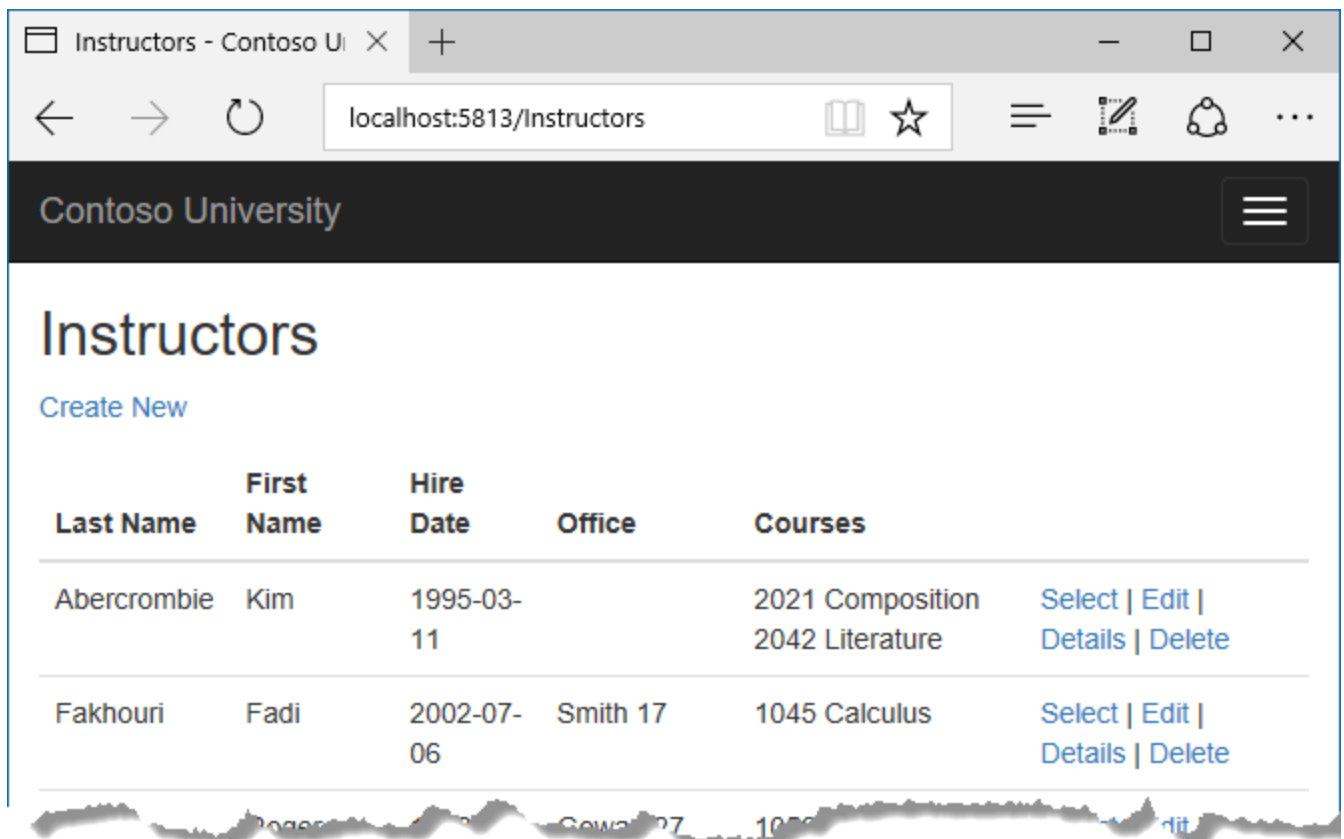 Instructors - Contoso U
localhost:5813/Instructors
Contoso University
Instructors
Create New
First Hire
Last Name Name Date Office Courses
Abercrombie Kim 1995-03- 2021 Composition Select | Edit |
11 2042 Literature Details | Delete
Fakhouri Fadi 2002-07- Smith 17 1045 Calculus Select | Edit |
06 Details | Delete